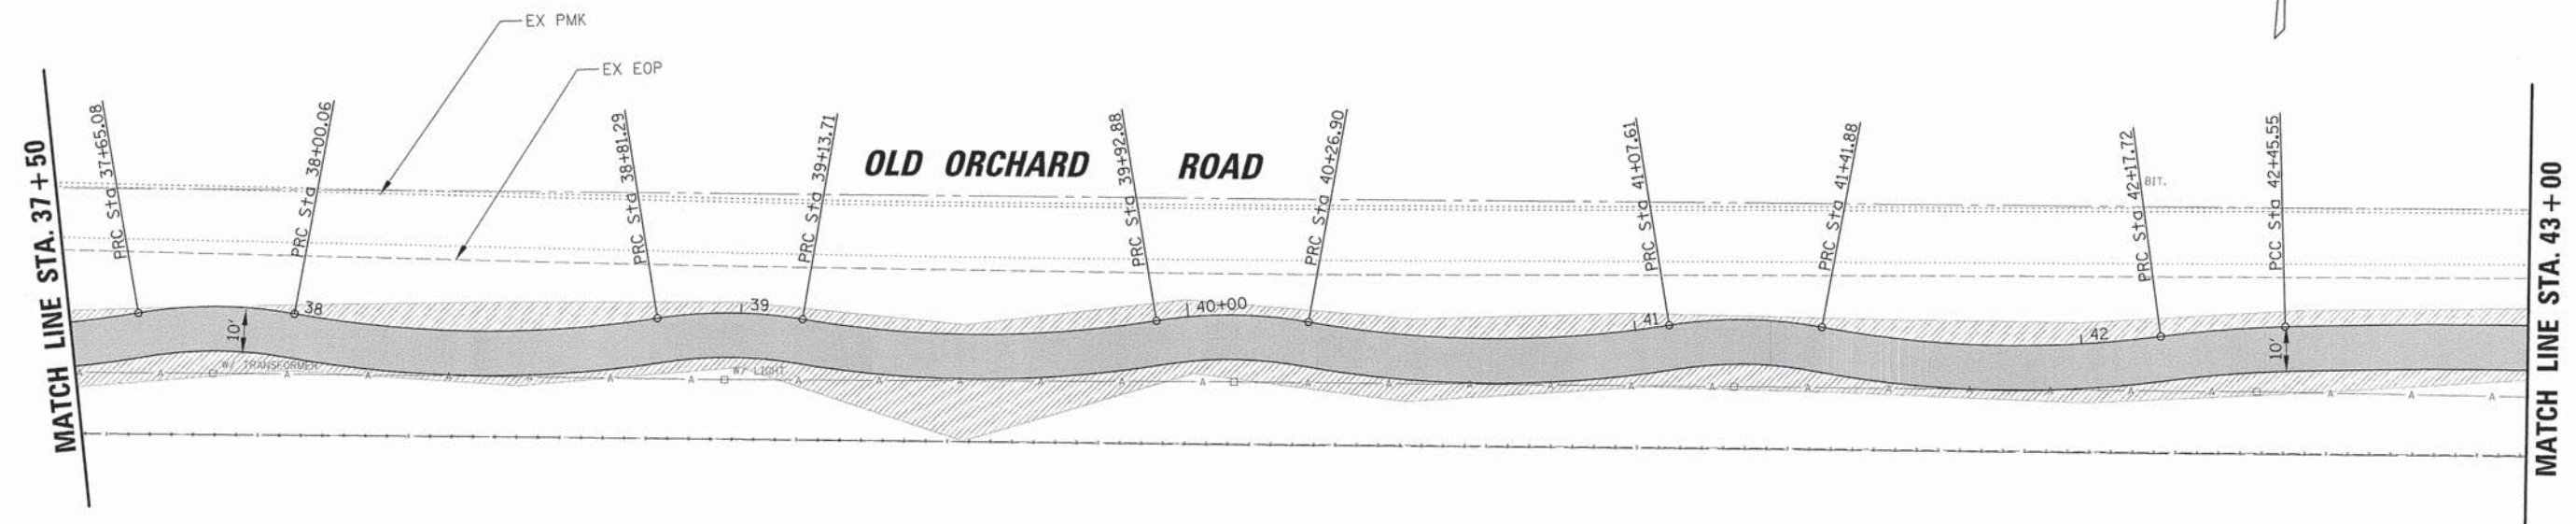 EX PMK
EX EOP
MATCH LINE STA. 37+50
PRC Sta 37+65.08
PRC Sta 38+00.06
PRC Sta 38+81.29
PRC Sta 39+13.71
OLD ORCHARD ROAD
PRC Sta 39+92.88
PRC Sta 40+26.90
PRC Sta 41+07.61
PRC Sta 41+41.88
PRC Sta 42+17.72
BIT.
PCC Sta 42+45.55
MATCH LINE STA. 43+00
38
39
40+00
41
42
10'
10'
W/ TRANSFORMER
W/ LIGHT
A A A A A A A A A A A A A A A A A A A A A A A A A A A A A A